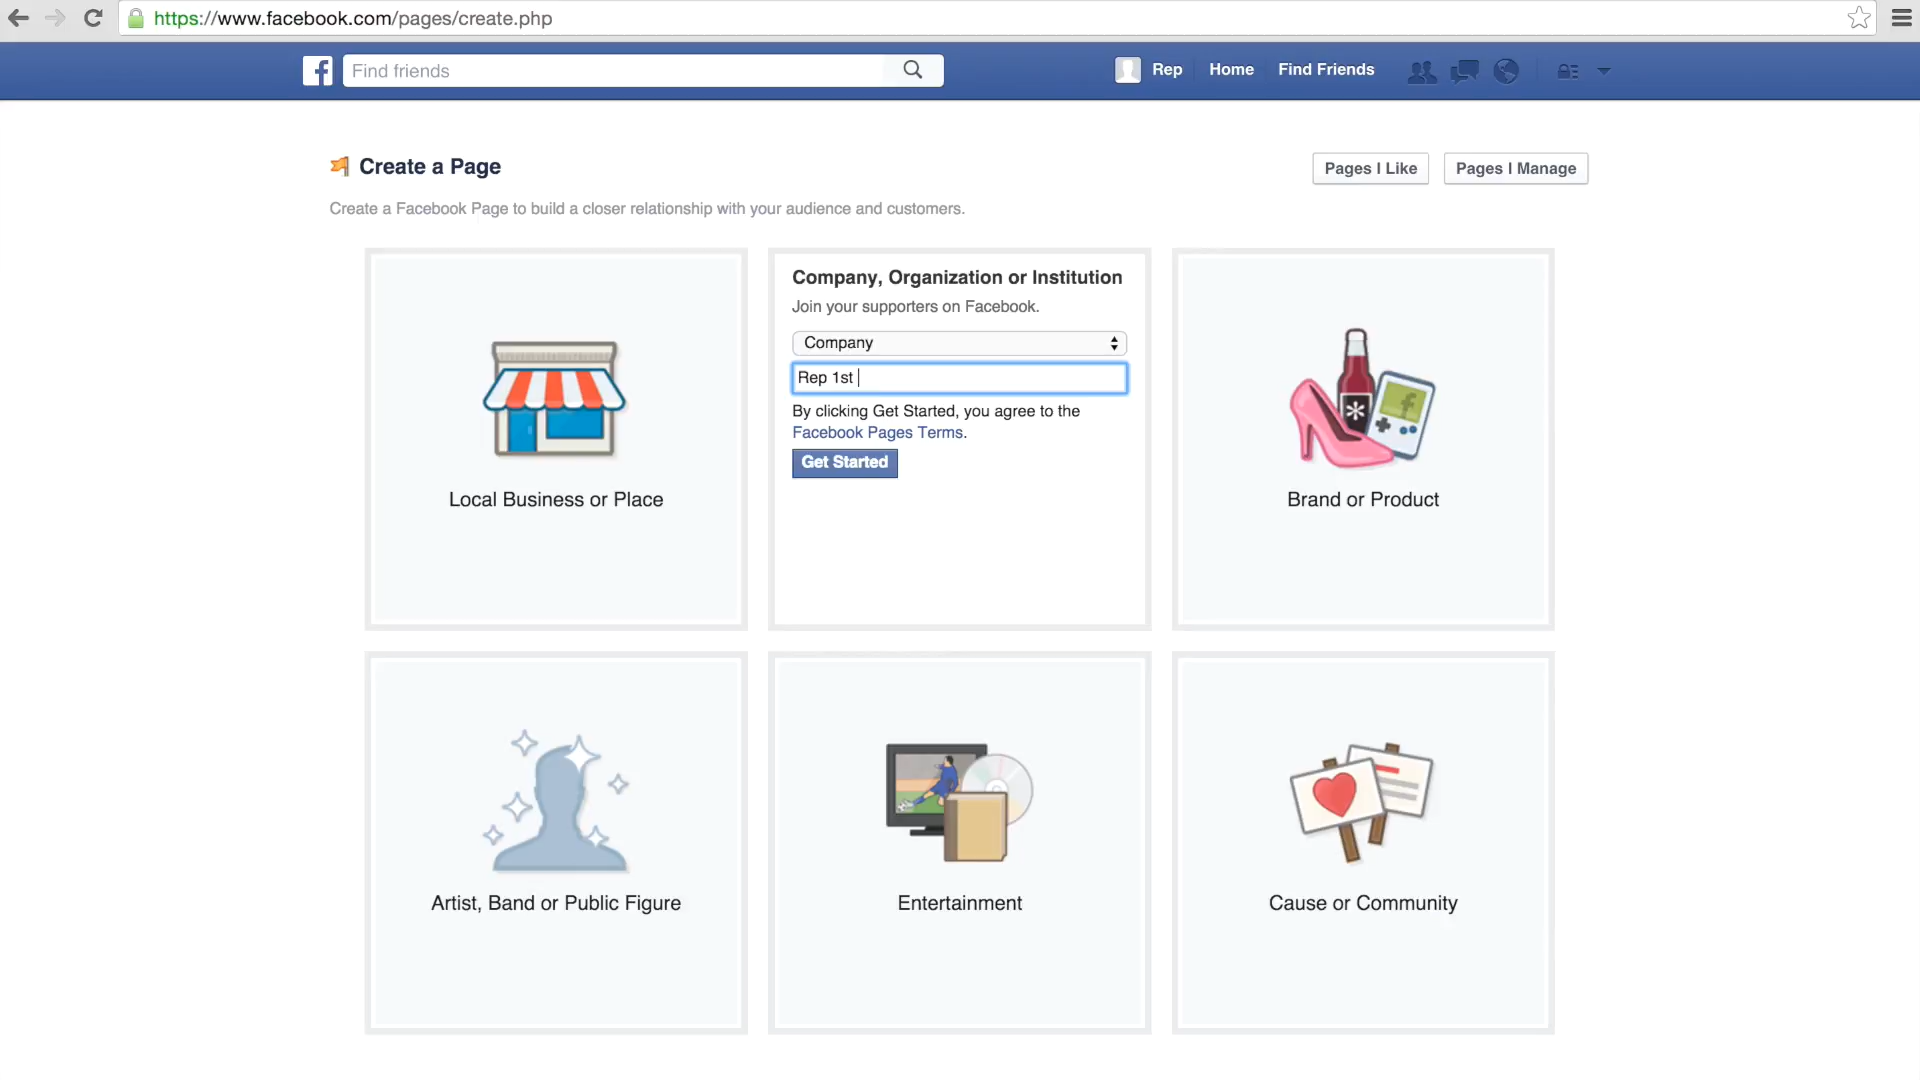 https://www.facebook.com/pages/create.php
Find friends
Rep
Home
Find Friends
Create a Page
Pages I Like
Pages I Manage
Create a Facebook Page to build a closer relationship with your audience and customers.
Company, Organization or Institution
Join your supporters on Facebook.
Company
Rep 1st
By clicking Get Started, you agree to the
Facebook Pages Terms.
Get Started
Local Business or Place
Brand or Product
Artist, Band or Public Figure
Entertainment
Cause or Community